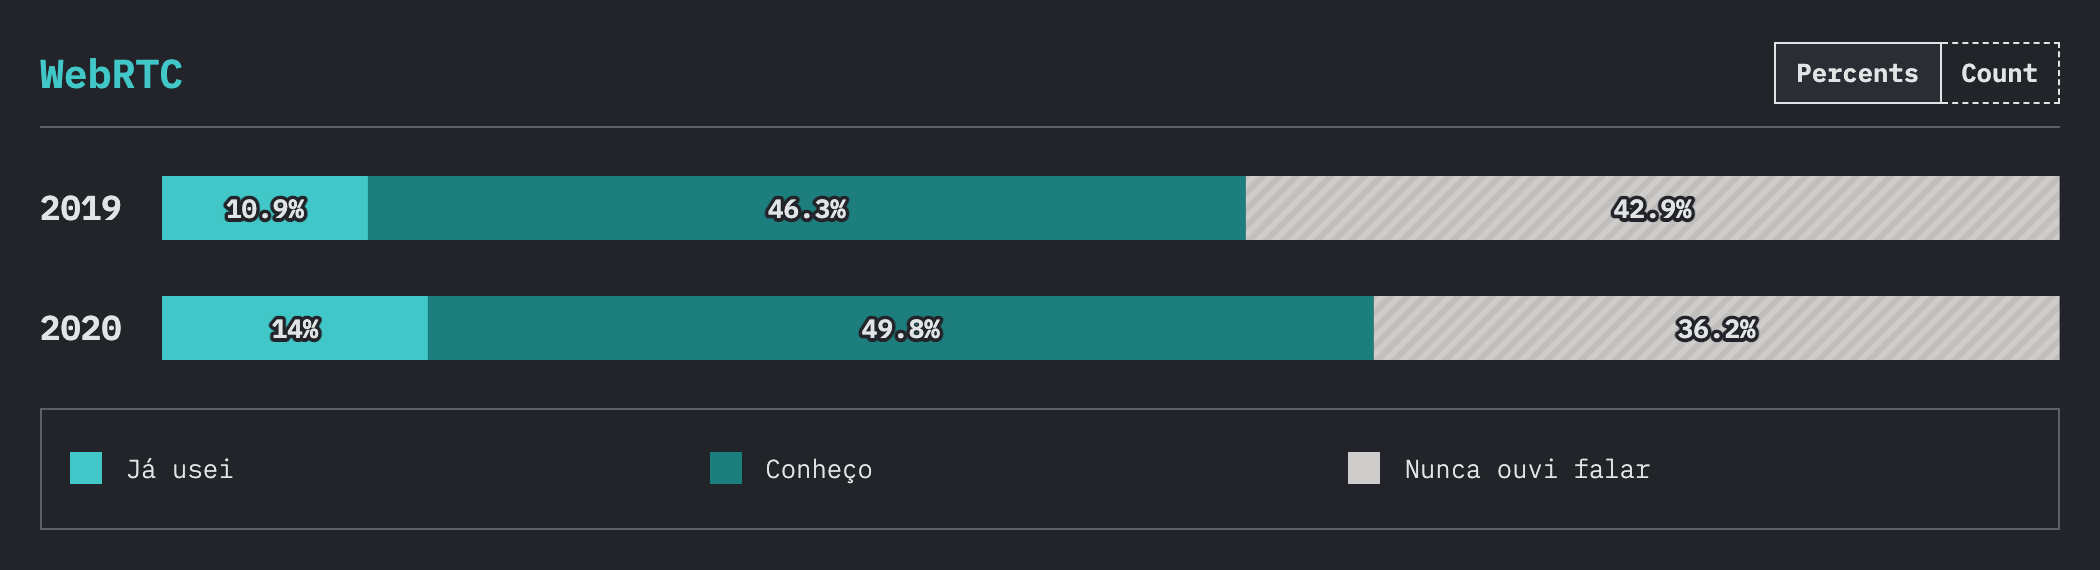 WebRTC
Percents Count
2019 10.9% 46.3% 42.9%
2020 14% 49.8% 36.2%
Já usei Conheço Nunca ouvi falar